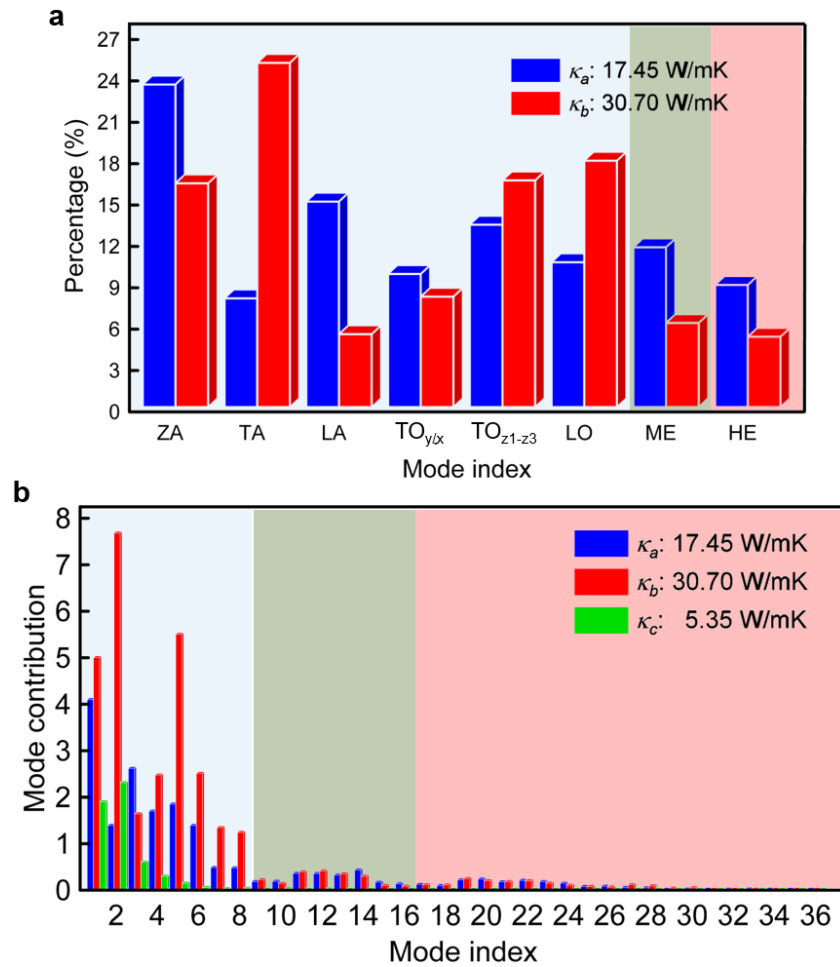 a
27
24
21
18
15
12
9
6
3
0
Percentage (%)
κa: 17.45 W/mK
κb: 30.70 W/mK
ZA TA LA TOy/x TOz1-z3 LO ME HE
Mode index
b
8
7
6
5
4
3
2
1
0
Mode contribution
κa: 17.45 W/mK
κb: 30.70 W/mK
κc: 5.35 W/mK
2 4 6 8 10 12 14 16 18 20 22 24 26 28 30 32 34 36
Mode index